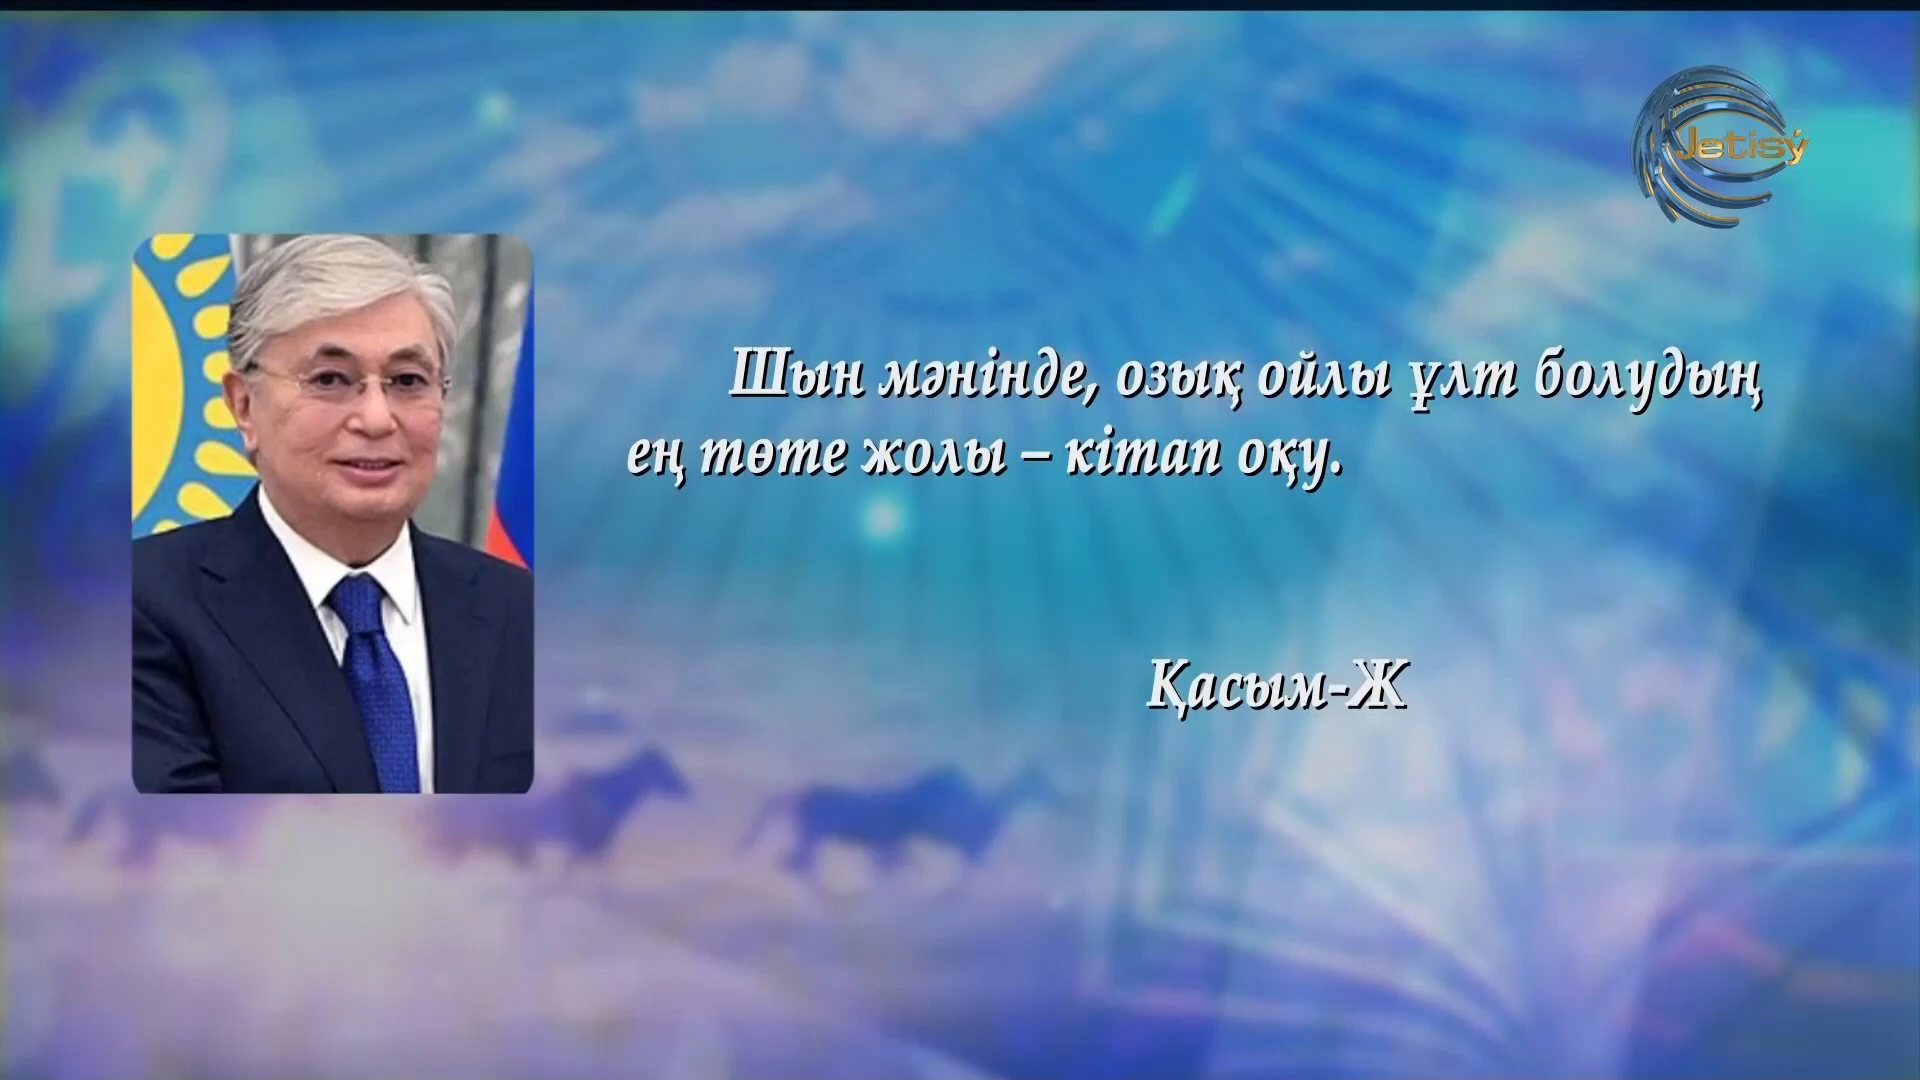 Jetisý
Шын мәнінде, озық ойлы ұлт болудың
ең төте жолы – кітап оқу.
Қасым-Ж